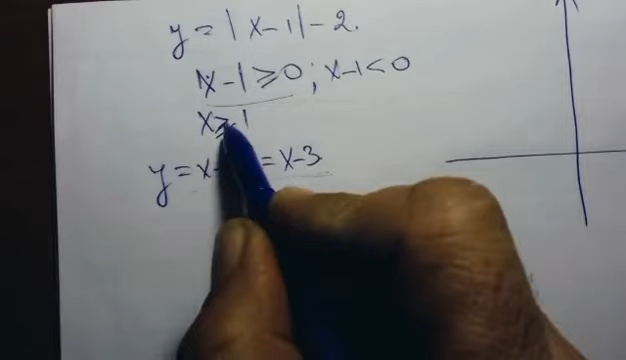 y = |x-1| - 2.
x - 1 ≥ 0 ; x-1 < 0
x ≥ 1
y = x- = x-3